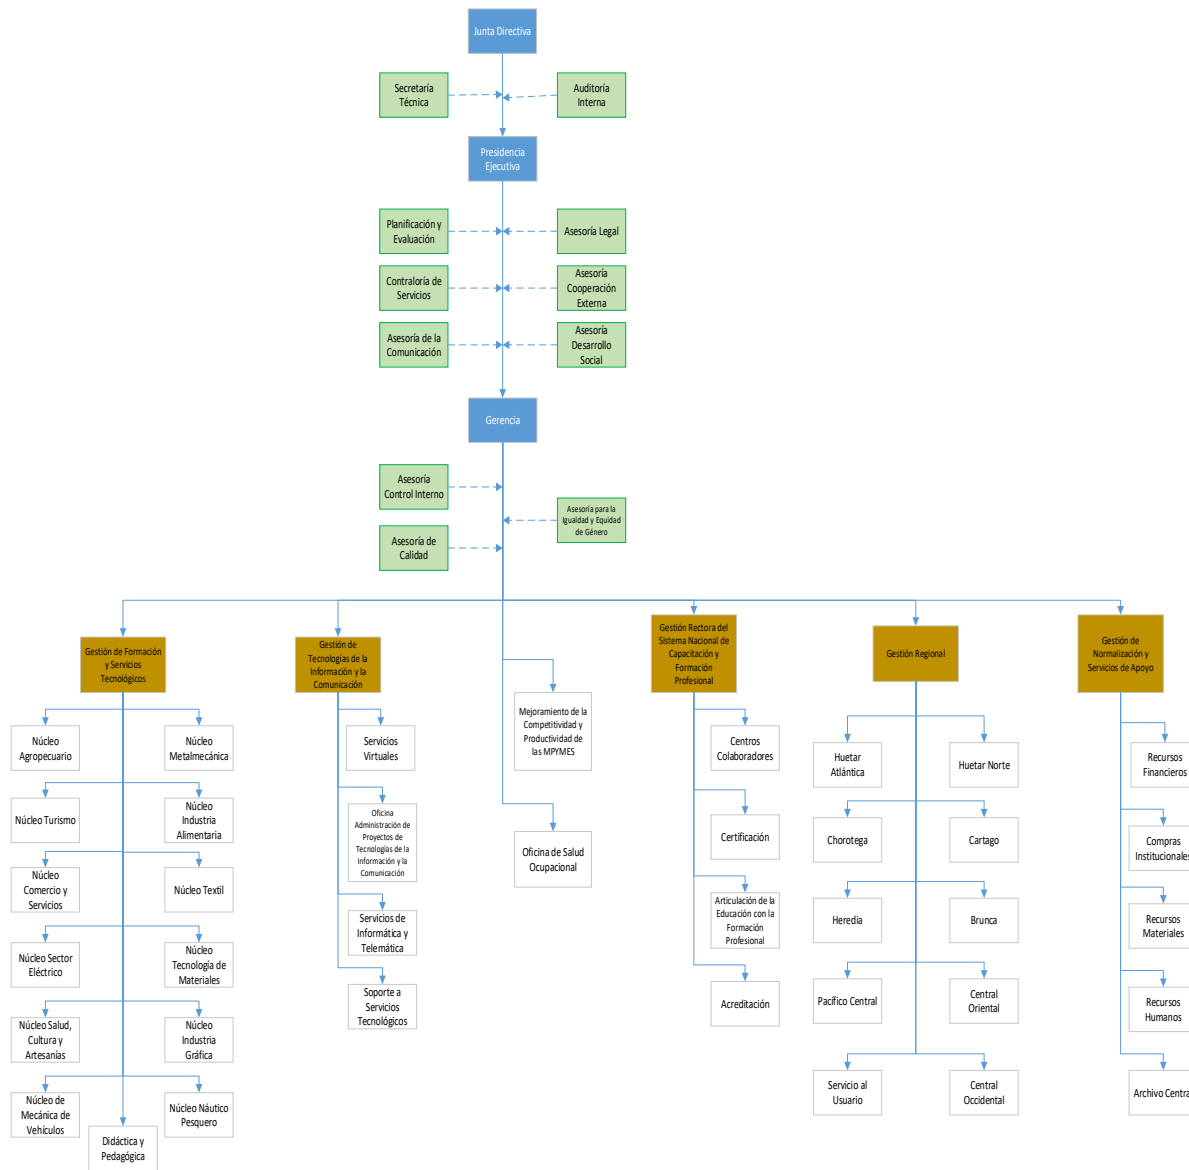 Junta Directiva
Secretaría
Técnica
Auditoría
Interna
Presidencia
Ejecutiva
Planificación y
Evaluación
Asesoría Legal
Contraloría de
Servicios
Asesoría
Cooperación
Externa
Asesoría de la
Comunicación
Asesoría
Desarrollo
Social
Gerencia
Asesoría
Control Interno
Asesoría para la
Igualdad y Equidad
de Género
Asesoría de
Calidad
Gestión de Formación
y Servicios
Tecnológicos
Gestión de
Tecnologías de la
Información y la
Comunicación
Gestión Rectora del
Sistema Nacional de
Capacitación y
Formación
Profesional
Gestión Regional
Gestión de
Normalización y
Servicios de Apoyo
Núcleo
Agropecuario
Núcleo
Metalmecánica
Núcleo Turismo
Núcleo
Industria
Alimentaria
Núcleo
Comercio y
Servicios
Núcleo Textil
Núcleo Sector
Eléctrico
Núcleo
Tecnología de
Materiales
Núcleo Salud,
Cultura y
Artesanías
Núcleo
Industria
Gráfica
Núcleo de
Mecánica de
Vehículos
Núcleo Náutico
Pesquero
Didáctica y
Pedagógica
Servicios
Virtuales
Oficina
Administración de
Proyectos de
Tecnologías de la
Información y la
Comunicación
Servicios de
Informática y
Telemática
Soporte a
Servicios
Tecnológicos
Mejoramiento de la
Competitividad y
Productividad de
las MPYMES
Oficina de Salud
Ocupacional
Centros
Colaboradores
Certificación
Articulación de la
Educación con la
Formación
Profesional
Acreditación
Huetar
Atlántica
Huetar Norte
Chorotega
Cartago
Heredia
Brunca
Pacífico Central
Central
Oriental
Servicio al
Usuario
Central
Occidental
Recursos
Financieros
Compras
Institucionales
Recursos
Materiales
Recursos
Humanos
Archivo Central